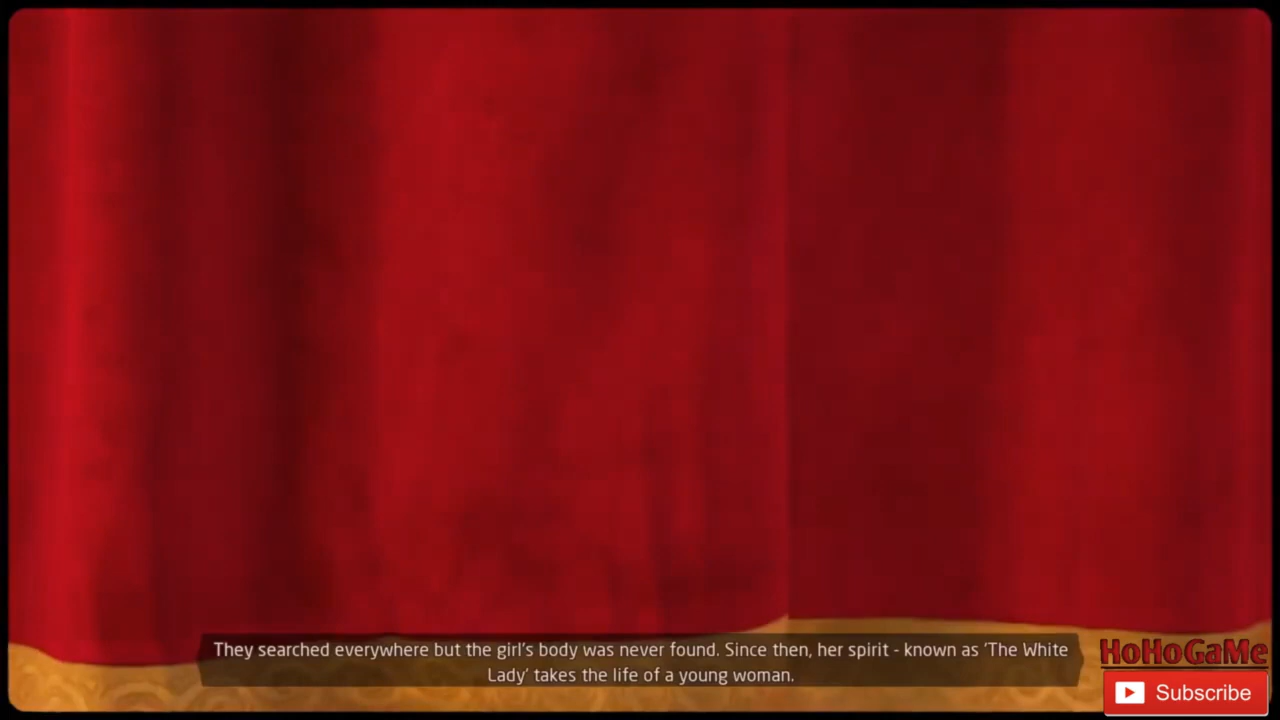 They searched everywhere but the girl's body was never found. Since then, her spirit - known as 'The White
Lady' takes the life of a young woman.
HoHoGaMe
Subscribe